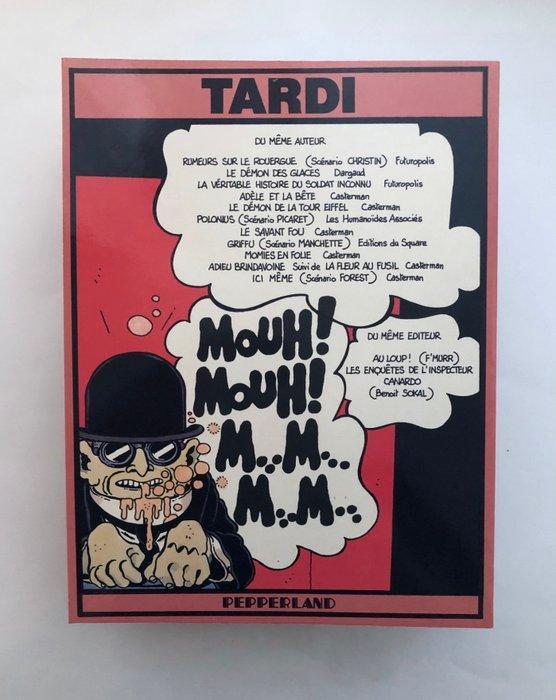 TARDI
DU MÊME AUTEUR
RUMEURS SUR LE ROUERGUE (Scénario CHRISTIN) Futuropolis
LE DÉMON DES GLACES Dargaud
LA VÉRITABLE HISTOIRE DU SOLDAT INCONNU Futuropolis
ADÈLE ET LA BÊTE Casterman
LE DÉMON DE LA TOUR EIFFEL Casterman
POLONIUS (Scénario PICARET) Les Humanoïdes Associés
LE SAVANT FOU Casterman
GRIFFU (Scénario MANCHETTE) Editions du Square
MOMIES EN FOLIE Casterman
ADIEU BRINDAVOINE Suivi de LA FLEUR AU FUSIL Casterman
ICI MÊME (Scénario FOREST) Casterman
DU MÊME EDITEUR
AU LOUP! (F'MURR)
LES ENQUÊTES DE L'INSPECTEUR
CANARDO
(Benoit SOKAL)
MOUH!
MOUH!
M..M...
M..M..
PEPPERLAND